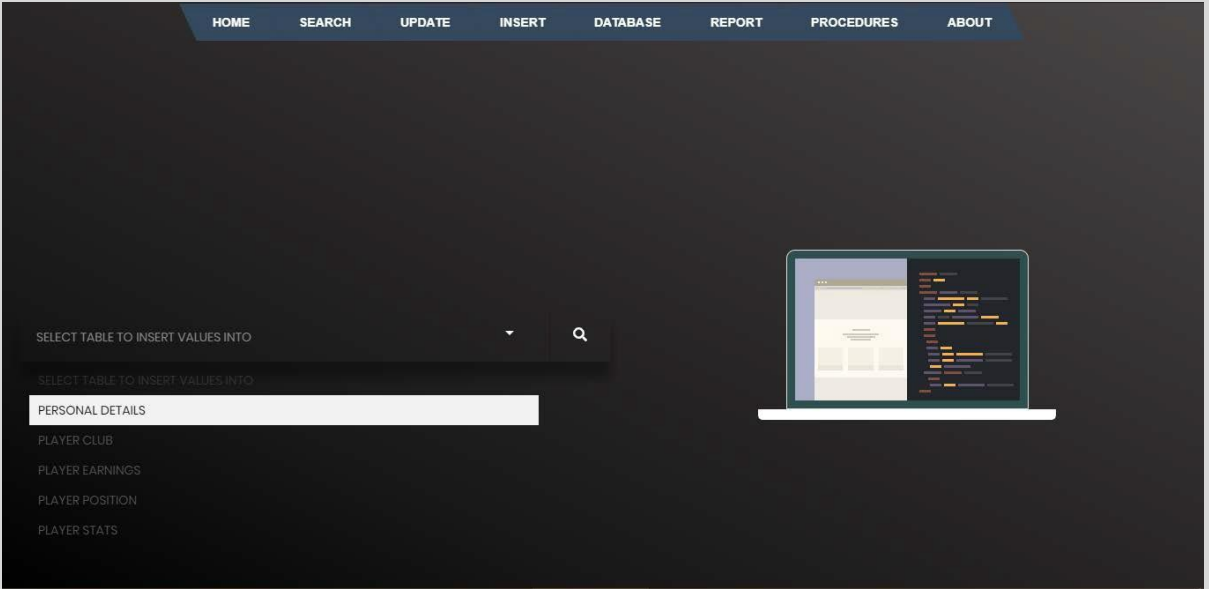 HOME SEARCH UPDATE INSERT DATABASE REPORT PROCEDURES ABOUT
SELECT TABLE TO INSERT VALUES INTO
SELECT TABLE TO INSERT VALUES INTO
PERSONAL DETAILS
PLAYER CLUB
PLAYER EARNINGS
PLAYER POSITION
PLAYER STATS